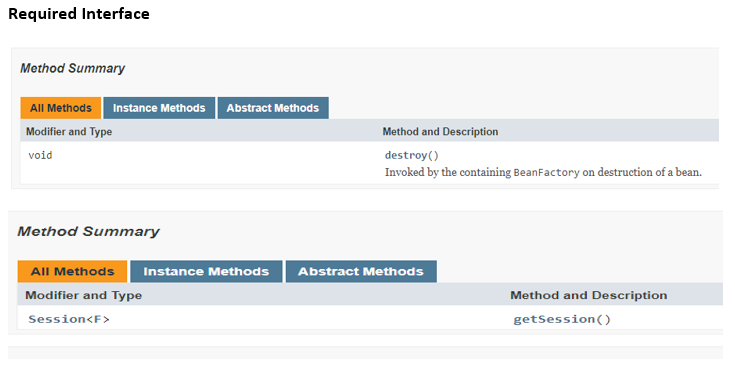 Required Interface
Method Summary
All Methods Instance Methods Abstract Methods
Modifier and Type Method and Description
void destroy()
Invoked by the containing BeanFactory on destruction of a bean.
Method Summary
All Methods Instance Methods Abstract Methods
Modifier and Type Method and Description
Session<F> getSession()